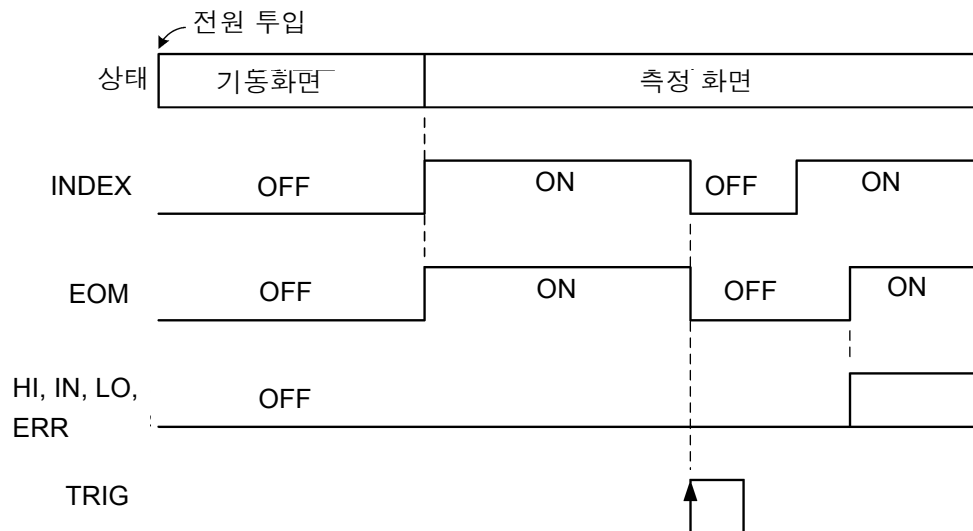 전원 투입
상태 기동화면 측정 화면
INDEX OFF ON OFF ON
EOM OFF ON OFF ON
HI, IN, LO,
ERR OFF
TRIG